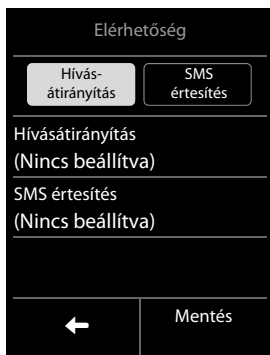 Elérhetőség
Hívás-
átirányítás
SMS
értesítés
Hívásátirányítás
(Nincs beállítva)
SMS értesítés
(Nincs beállítva)
Mentés